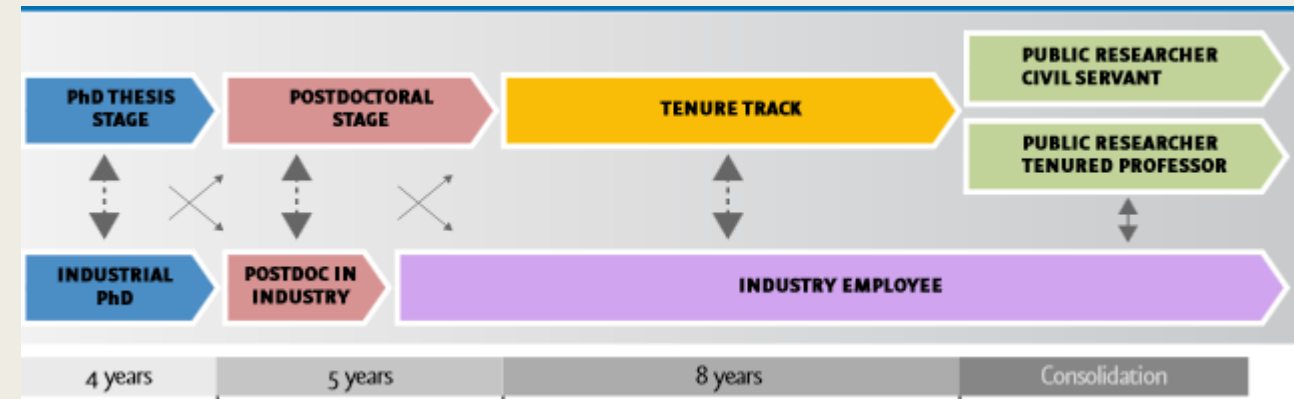 PhD THESIS
STAGE
POSTDOCTORAL
STAGE
TENURE TRACK
PUBLIC RESEARCHER
CIVIL SERVANT
PUBLIC RESEARCHER
TENURED PROFESSOR
INDUSTRIAL
PhD
POSTDOC IN
INDUSTRY
INDUSTRY EMPLOYEE
4 years
5 years
8 years
Consolidation